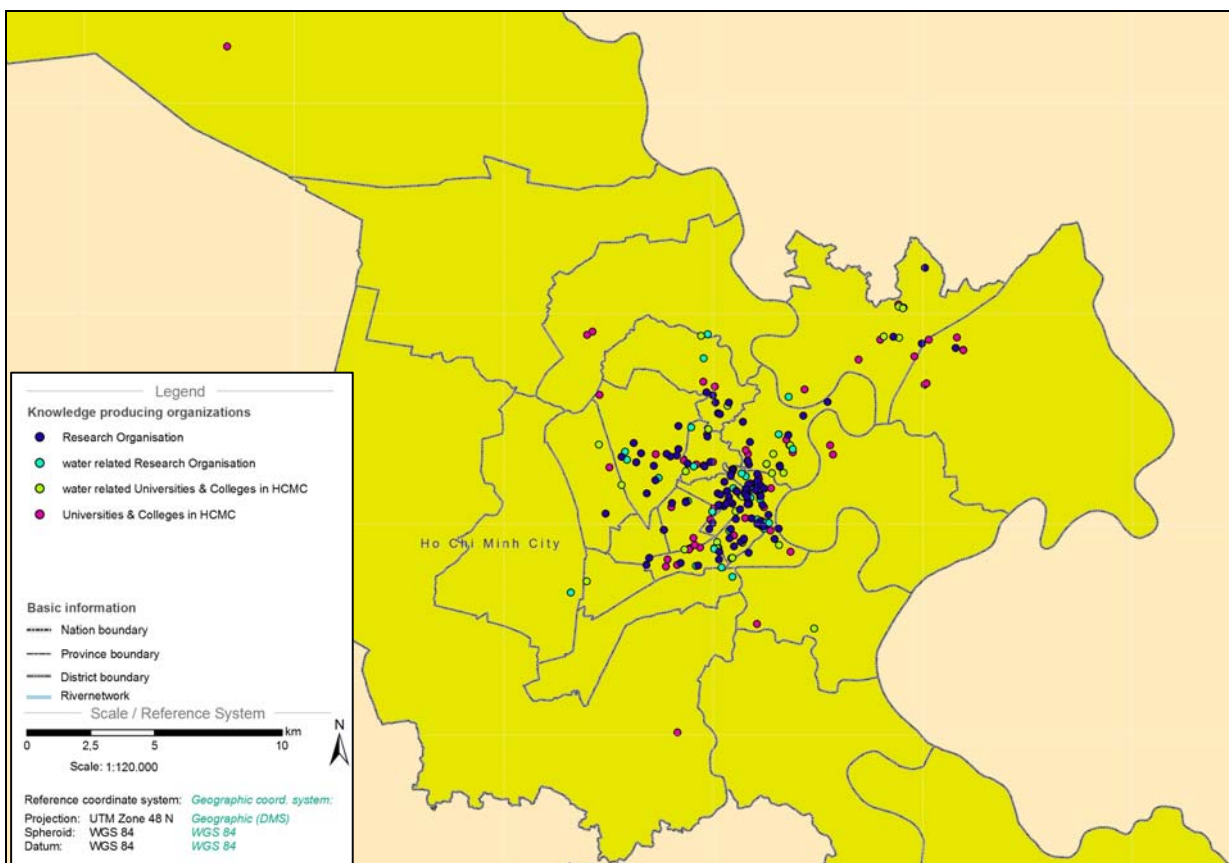 Ho Chi Minh City
Legend
Knowledge producing organizations
Research Organisation
water related Research Organisation
water related Universities & Colleges in HCMC
Universities & Colleges in HCMC
Basic information
Nation boundary
Province boundary
District boundary
Rivernetwork
Scale / Reference System
km
N
0 2,5 5 10
Scale: 1:120.000
Reference coordinate system: Geographic coord. system:
Projection: UTM Zone 48 N Geographic (DMS)
Spheroid: WGS 84 WGS 84
Datum: WGS 84 WGS 84